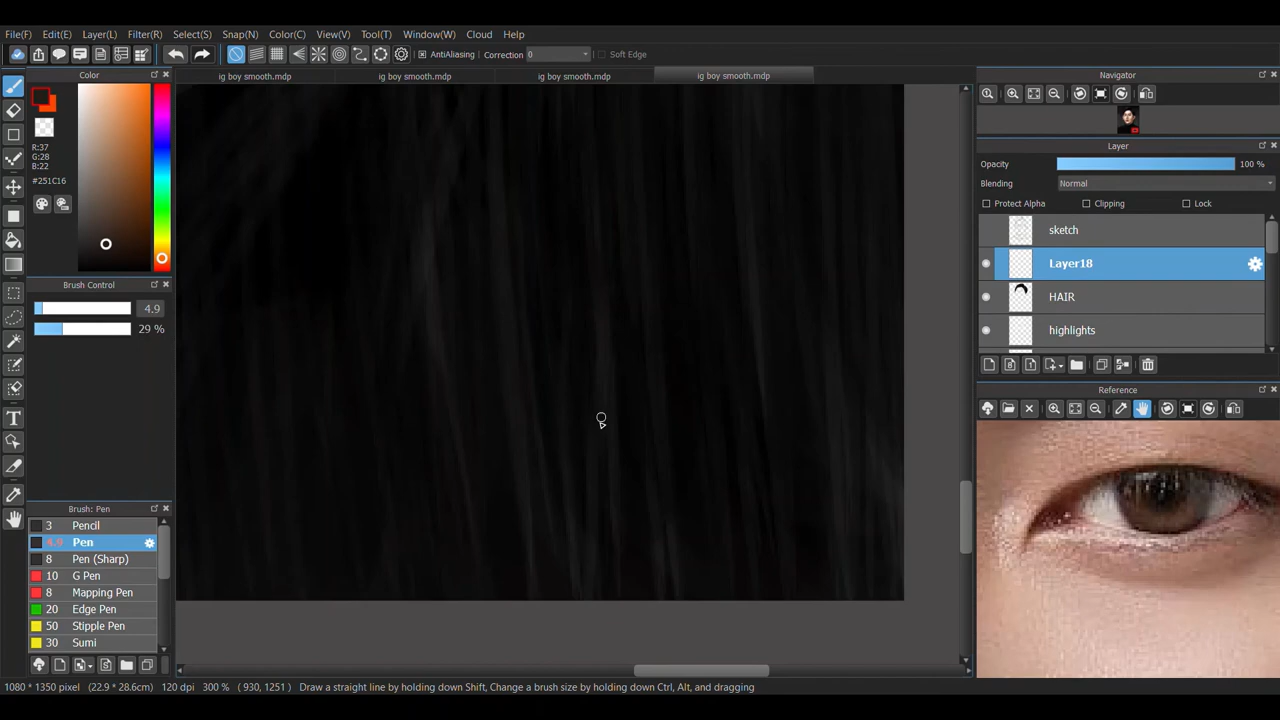 File(F) Edit(E) Layer(L) Filter(R) Select(S) Snap(N) Color(C) View(V) Tool(T) Window(W) Cloud Help
AntiAliasing Correction 0 Soft Edge
Color
ig boy smooth.mdp ig boy smooth.mdp ig boy smooth.mdp ig boy smooth.mdp
R:37
G:28
B:22
#251C16
Brush Control
4.9
29 %
Brush: Pen
3 Pencil
4.9 Pen
8 Pen (Sharp)
10 G Pen
8 Mapping Pen
20 Edge Pen
50 Stipple Pen
30 Sumi
Navigator
Layer
Opacity 100 %
Blending Normal
Protect Alpha Clipping Lock
sketch
Layer18
HAIR
highlights
Reference
1080 * 1350 pixel (22.9 * 28.6cm) 120 dpi 300 % ( 930, 1251 ) Draw a straight line by holding down Shift, Change a brush size by holding down Ctrl, Alt, and dragging